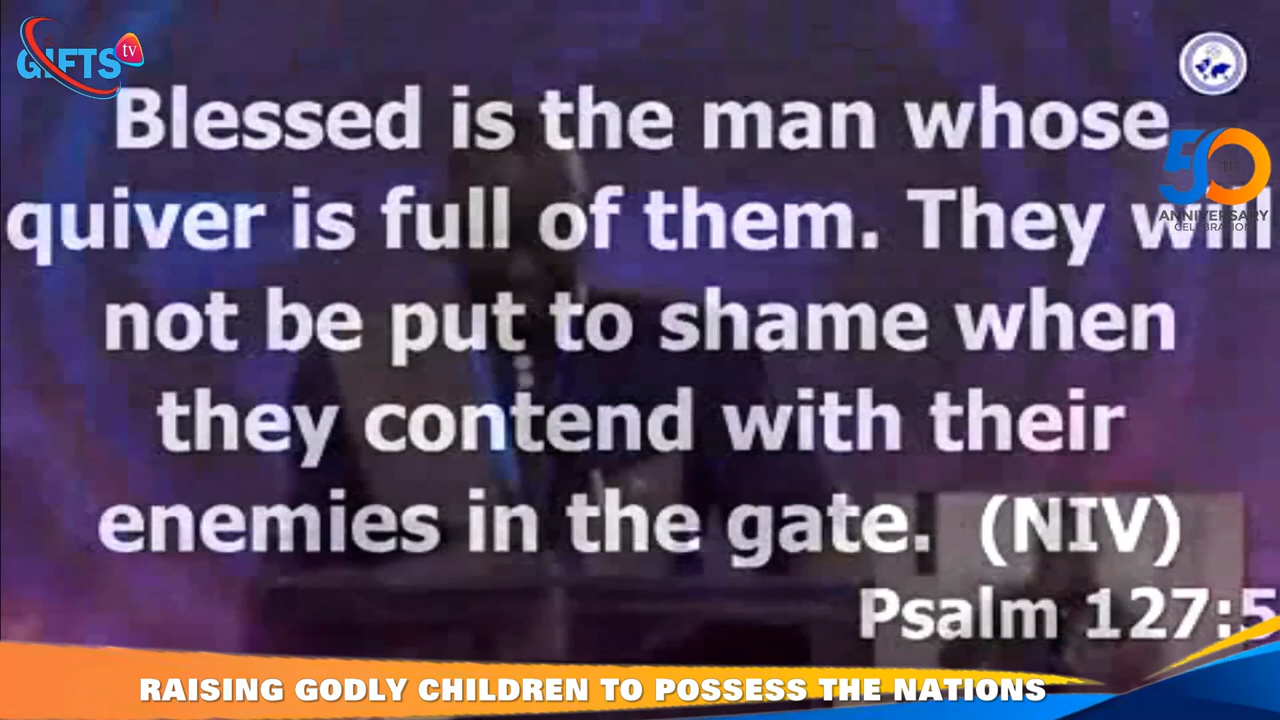 GIFTS tv
Blessed is the man whose
quiver is full of them. They will
not be put to shame when
they contend with their
enemies in the gate. (NIV)
Psalm 127:5
50th
ANNIVERSARY
CELEBRATION
RAISING GODLY CHILDREN TO POSSESS THE NATIONS